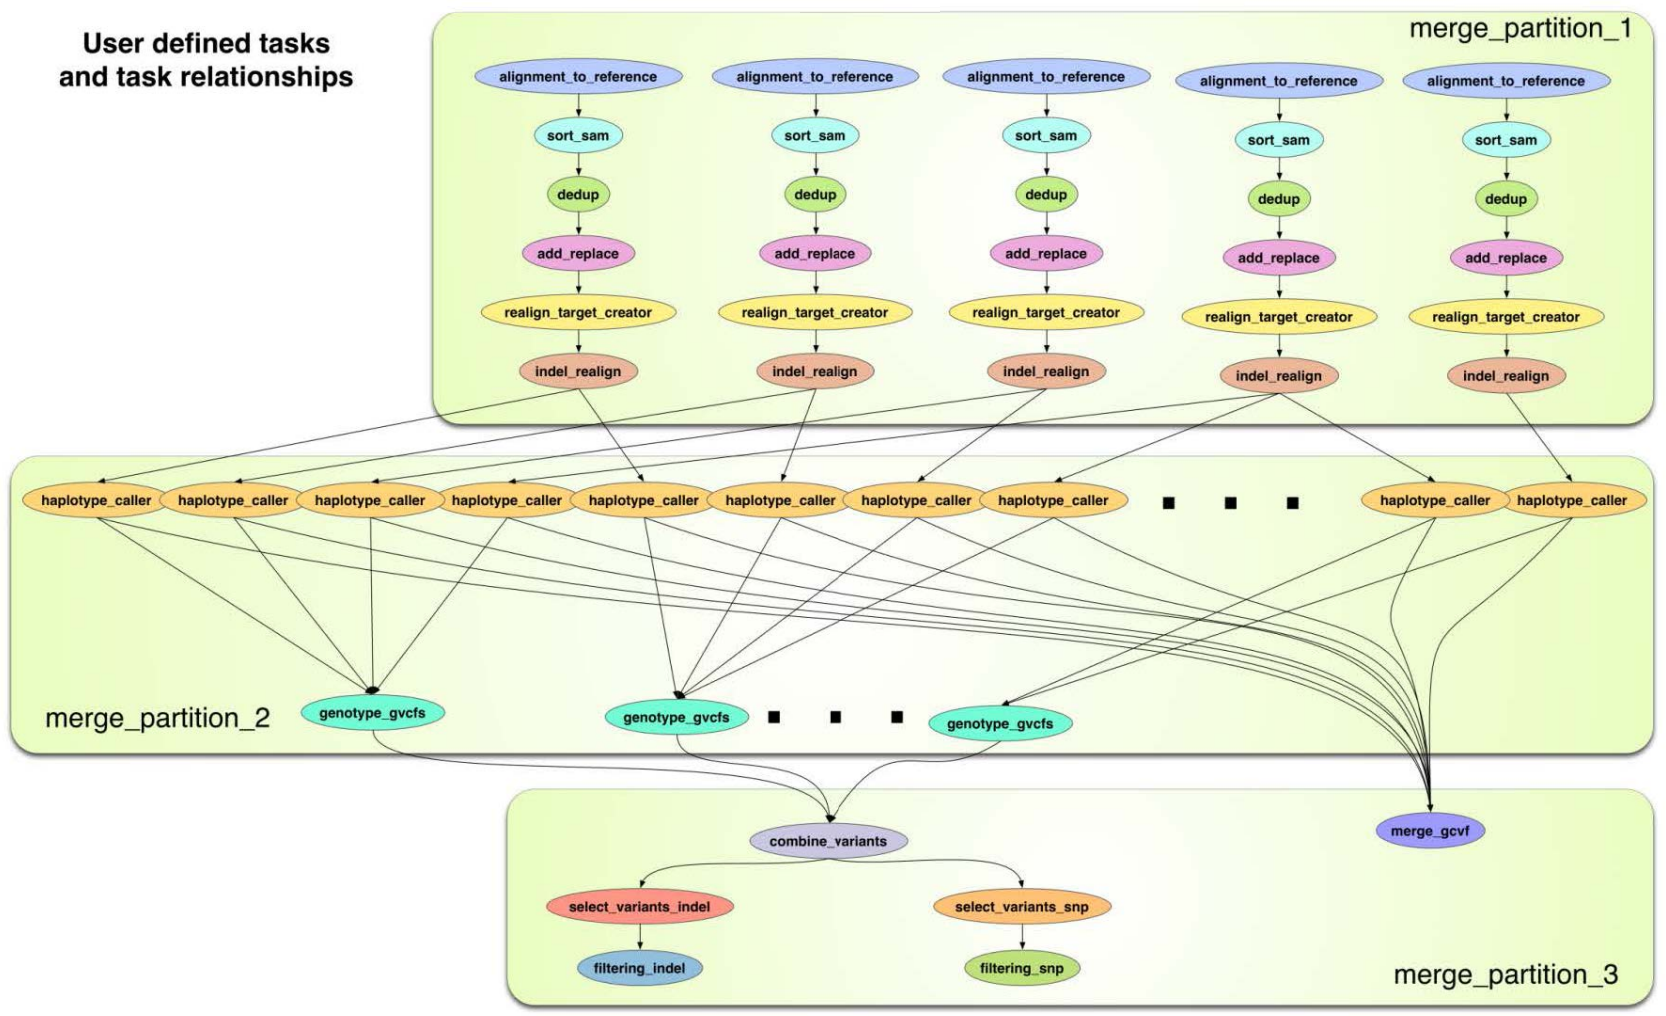 User defined tasks
and task relationships
merge_partition_1
alignment_to_reference alignment_to_reference alignment_to_reference alignment_to_reference alignment_to_reference
sort_sam sort_sam sort_sam sort_sam sort_sam
dedup dedup dedup dedup dedup
add_replace add_replace add_replace add_replace add_replace
realign_target_creator realign_target_creator realign_target_creator realign_target_creator realign_target_creator
indel_realign indel_realign indel_realign indel_realign indel_realign
haplotype_caller haplotype_caller haplotype_caller haplotype_caller haplotype_caller haplotype_caller haplotype_caller haplotype_caller haplotype_caller haplotype_caller
merge_partition_2 genotype_gvcfs genotype_gvcfs genotype_gvcfs
combine_variants merge_gcvf
select_variants_indel select_variants_snp
filtering_indel filtering_snp
merge_partition_3